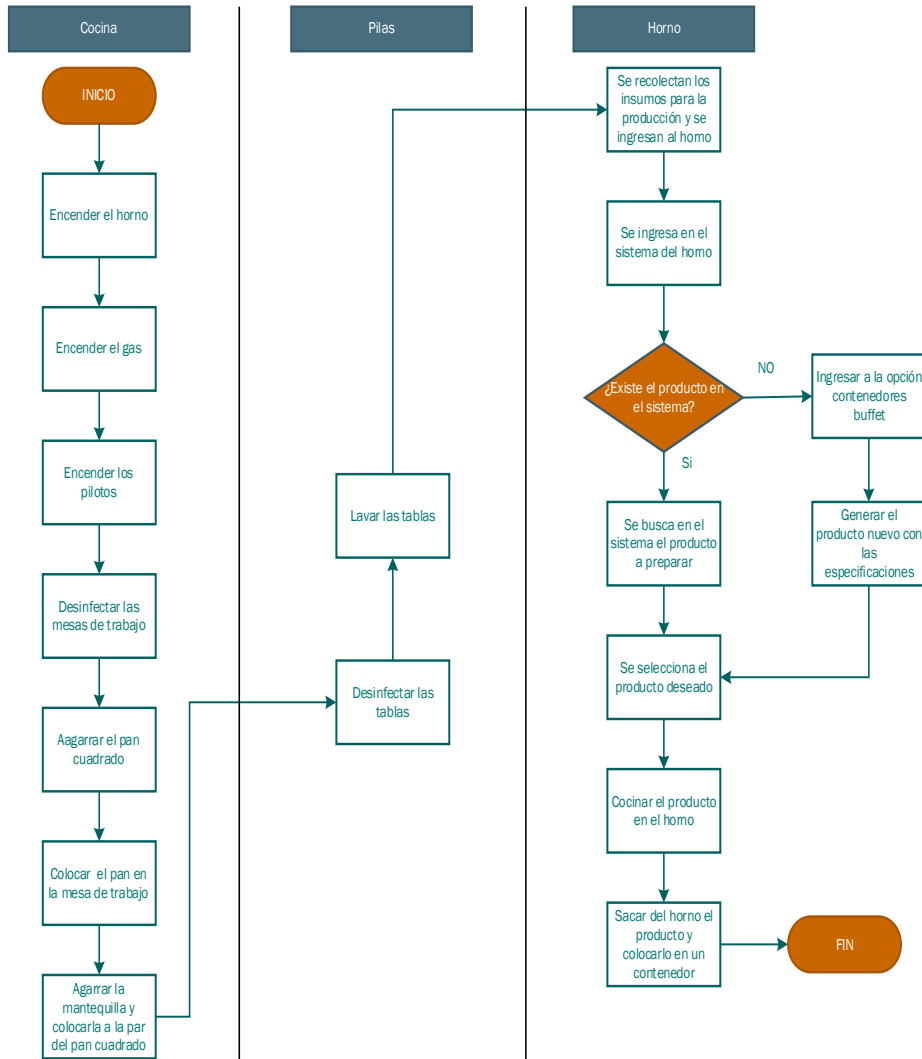 Cocina
Pilas
Horno
INICIO
Encender el horno
Encender el gas
Encender los
pilotos
Desinfectar las
mesas de trabajo
Aagarrar el pan
cuadrado
Colocar el pan en
la mesa de trabajo
Agarrar la
mantequilla y
colocarla a la par
del pan cuadrado
Desinfectar las
tablas
Lavar las tablas
Se recolectan los
insumos para la
producción y se
ingresan al horno
Se ingresa en el
sistema del horno
¿Existe el producto en
el sistema?
NO
Ingresar a la opción
contenedores
buffet
Generar el
producto nuevo con
las
especificaciones
Si
Se busca en el
sistema el producto
a preparar
Se selecciona el
producto deseado
Cocinar el producto
en el horno
Sacar del horno el
producto y
colocarlo en un
contenedor
FIN